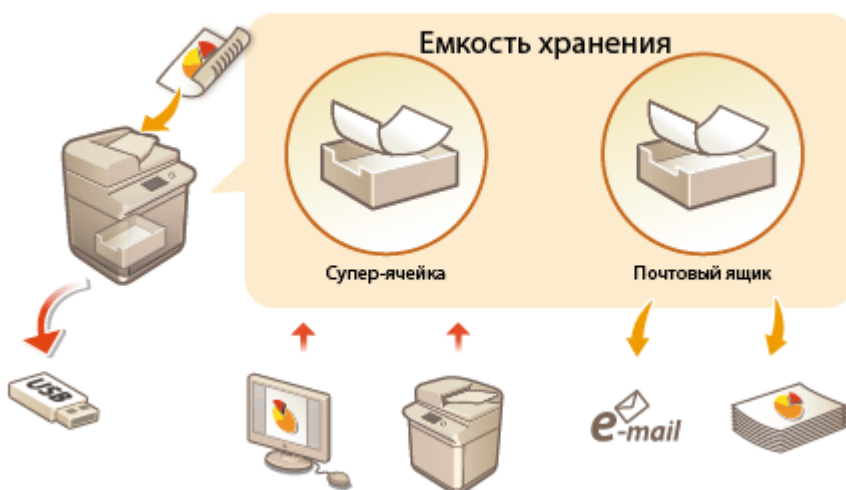 Емкость хранения
Супер-ячейка
Почтовый ящик
USB
e-mail